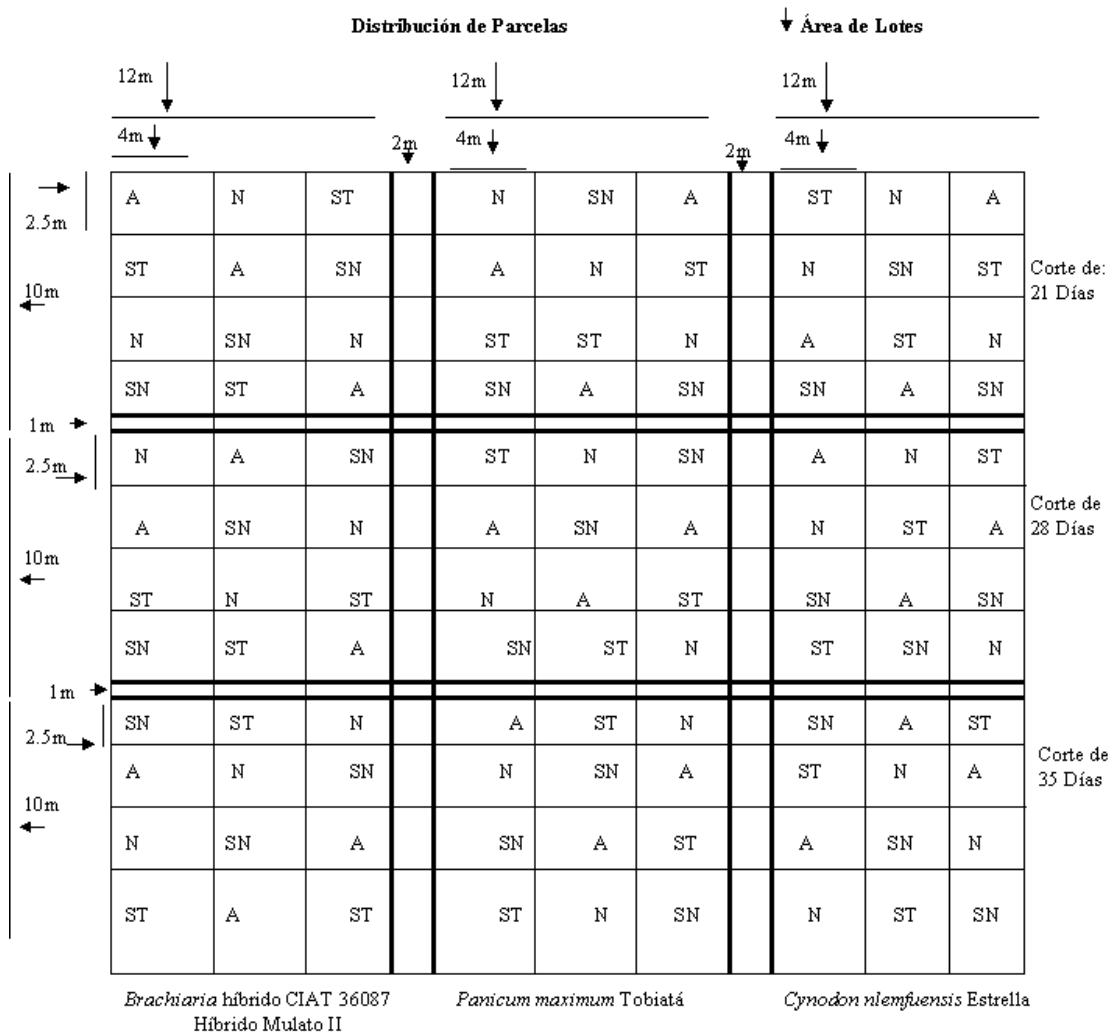 Distribución de Parcelas Área de Lotes
12m 12m 12m
4m 2m 4m 2m 4m
A N ST N SN A ST N A
2.5m
ST A SN A N ST N SN ST Corte de:
10m 21 Días
N SN N ST ST N A ST N
SN ST A SN A SN SN A SN
1m
N A SN ST N SN A N ST
2.5m
A SN N A SN A N ST A Corte de
28 Días
10m
ST N ST N A ST SN A SN
SN ST A SN ST N ST SN N
1m
SN ST N A ST N SN A ST
2.5m
A N SN N SN A ST N A Corte de
35 Días
10m
N SN A SN A ST A SN N
ST A ST ST N SN N ST SN
Brachiaria híbrido CIAT 36087 Panicum maximum Tobiatá Cynodon nlemfuensis Estrella
Híbrido Mulato II